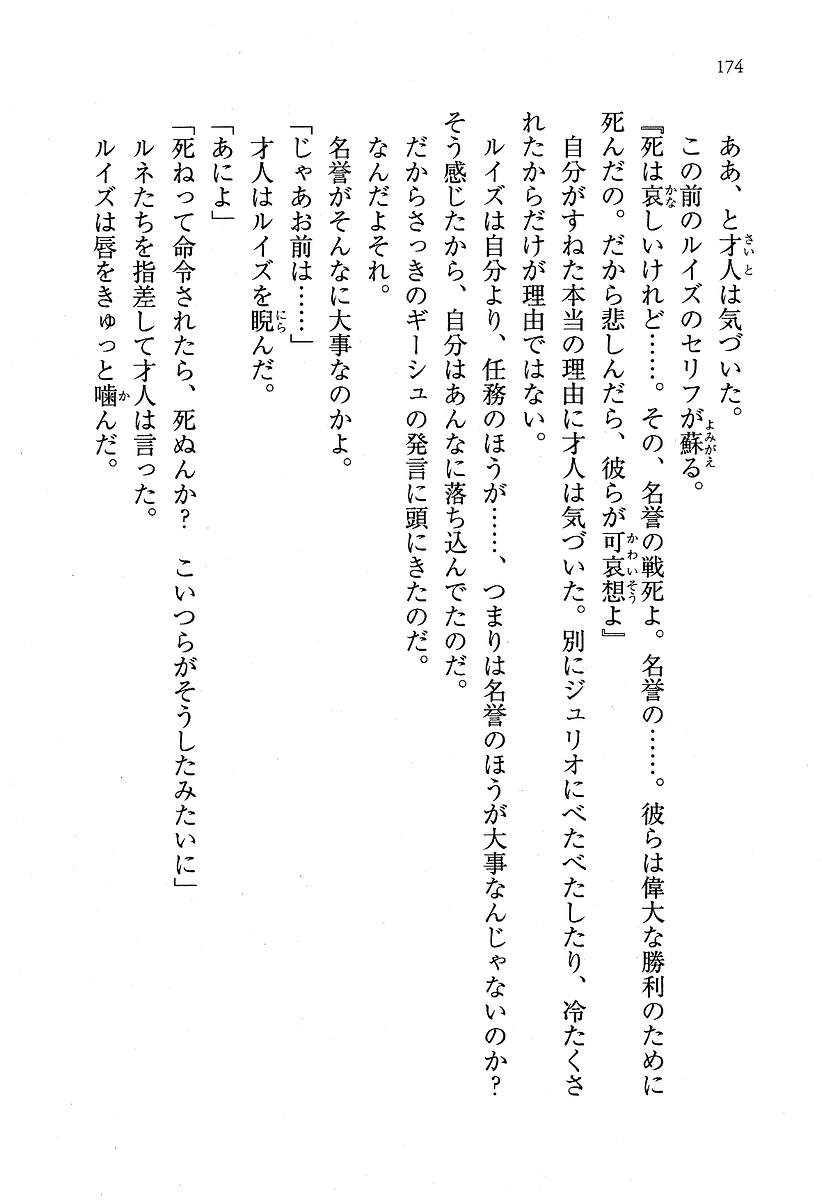 174
ああ、と才人は気づいた。
この前のルイズのセリフが蘇る。
『死は哀しいけれど……。その、名誉の戦死よ。名誉の……。彼らは偉大な勝利のために
死んだの。だから悲しんだら、彼らが可哀想よ』
自分がすねた本当の理由に才人は気づいた。別にジュリオにべたべたしたり、冷たくさ
れたからだけが理由ではない。
ルイズは自分より、任務のほうが……、つまりは名誉のほうが大事なんじゃないのか？
そう感じたから、自分はあんなに落ち込んでたのだ。
だからさっきのギーシュの発言に頭にきたのだ。
なんだよそれ。
名誉がそんなに大事なのかよ。
「じゃあお前は……」
才人はルイズを睨んだ。
「あによ」
「死ねって命令されたら、死ぬんか？　こいつらがそうしたみたいに」
ルネたちを指差して才人は言った。
ルイズは唇をきゅっと噛んだ。